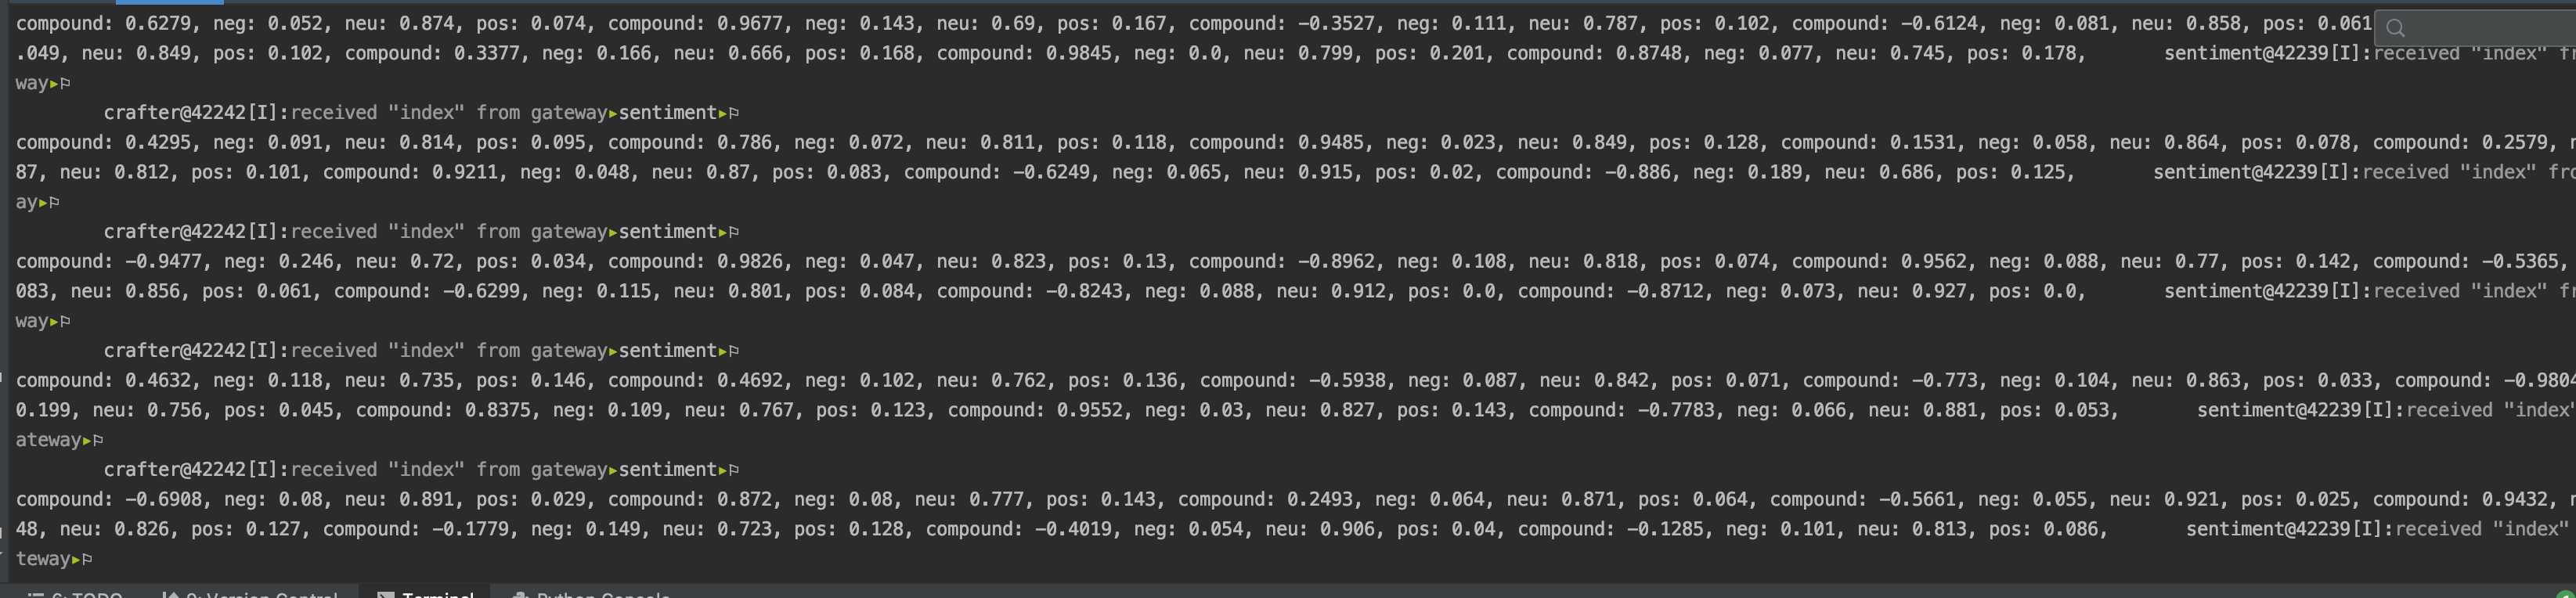 compound: 0.6279, neg: 0.052, neu: 0.874, pos: 0.074, compound: 0.9677, neg: 0.143, neu: 0.69, pos: 0.167, compound: -0.3527, neg: 0.111, neu: 0.787, pos: 0.102, compound: -0.6124, neg: 0.081, neu: 0.858, pos: 0.061
.049, neu: 0.849, pos: 0.102, compound: 0.3377, neg: 0.166, neu: 0.666, pos: 0.168, compound: 0.9845, neg: 0.0, neu: 0.799, pos: 0.201, compound: 0.8748, neg: 0.077, neu: 0.745, pos: 0.178, sentiment@42239[I]:received "index" fr
way▸⚐
crafter@42242[I]:received "index" from gateway▸sentiment▸⚐
compound: 0.4295, neg: 0.091, neu: 0.814, pos: 0.095, compound: 0.786, neg: 0.072, neu: 0.811, pos: 0.118, compound: 0.9485, neg: 0.023, neu: 0.849, pos: 0.128, compound: 0.1531, neg: 0.058, neu: 0.864, pos: 0.078, compound: 0.2579, n
87, neu: 0.812, pos: 0.101, compound: 0.9211, neg: 0.048, neu: 0.87, pos: 0.083, compound: -0.6249, neg: 0.065, neu: 0.915, pos: 0.02, compound: -0.886, neg: 0.189, neu: 0.686, pos: 0.125, sentiment@42239[I]:received "index" fro
ay▸⚐
crafter@42242[I]:received "index" from gateway▸sentiment▸⚐
compound: -0.9477, neg: 0.246, neu: 0.72, pos: 0.034, compound: 0.9826, neg: 0.047, neu: 0.823, pos: 0.13, compound: -0.8962, neg: 0.108, neu: 0.818, pos: 0.074, compound: 0.9562, neg: 0.088, neu: 0.77, pos: 0.142, compound: -0.5365,
083, neu: 0.856, pos: 0.061, compound: -0.6299, neg: 0.115, neu: 0.801, pos: 0.084, compound: -0.8243, neg: 0.088, neu: 0.912, pos: 0.0, compound: -0.8712, neg: 0.073, neu: 0.927, pos: 0.0, sentiment@42239[I]:received "index" fr
way▸⚐
crafter@42242[I]:received "index" from gateway▸sentiment▸⚐
compound: 0.4632, neg: 0.118, neu: 0.735, pos: 0.146, compound: 0.4692, neg: 0.102, neu: 0.762, pos: 0.136, compound: -0.5938, neg: 0.087, neu: 0.842, pos: 0.071, compound: -0.773, neg: 0.104, neu: 0.863, pos: 0.033, compound: -0.9804
0.199, neu: 0.756, pos: 0.045, compound: 0.8375, neg: 0.109, neu: 0.767, pos: 0.123, compound: 0.9552, neg: 0.03, neu: 0.827, pos: 0.143, compound: -0.7783, neg: 0.066, neu: 0.881, pos: 0.053, sentiment@42239[I]:received "index"
ateway▸⚐
crafter@42242[I]:received "index" from gateway▸sentiment▸⚐
compound: -0.6908, neg: 0.08, neu: 0.891, pos: 0.029, compound: 0.872, neg: 0.08, neu: 0.777, pos: 0.143, compound: 0.2493, neg: 0.064, neu: 0.871, pos: 0.064, compound: -0.5661, neg: 0.055, neu: 0.921, pos: 0.025, compound: 0.9432, n
48, neu: 0.826, pos: 0.127, compound: -0.1779, neg: 0.149, neu: 0.723, pos: 0.128, compound: -0.4019, neg: 0.054, neu: 0.906, pos: 0.04, compound: -0.1285, neg: 0.101, neu: 0.813, pos: 0.086, sentiment@42239[I]:received "index"
teway▸⚐
6: TODO 9: Version Control Terminal Python Console